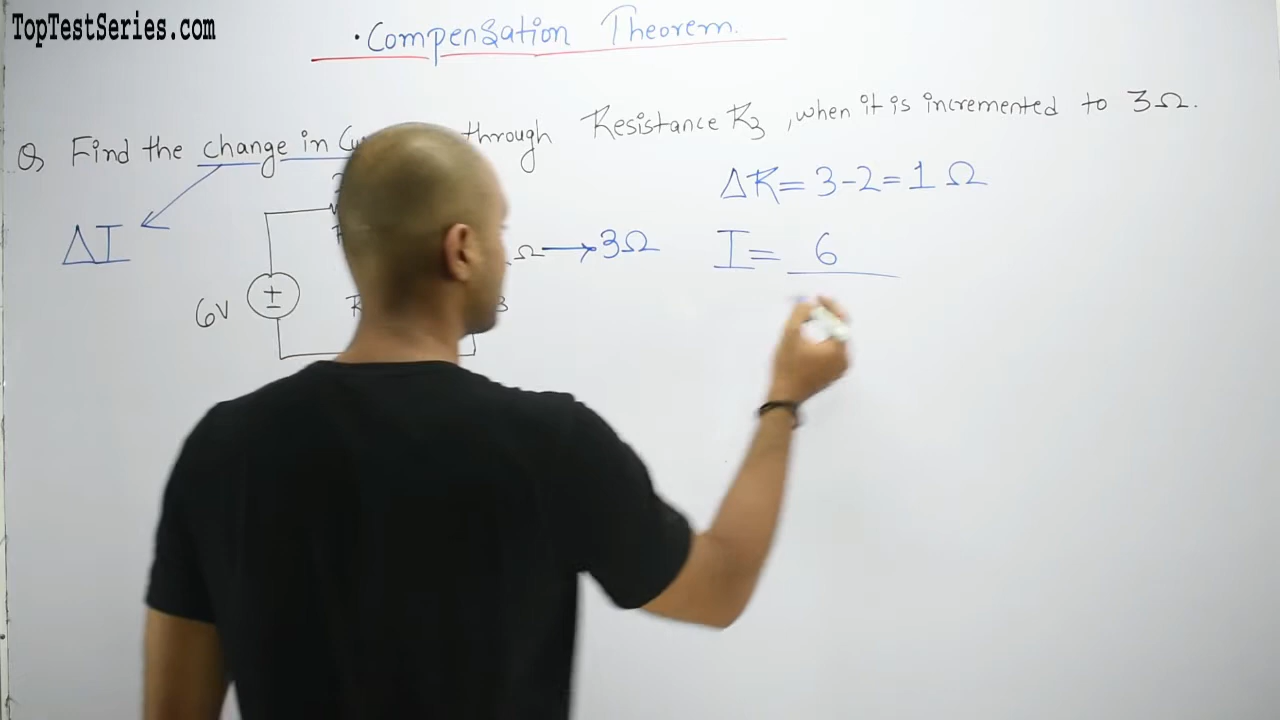 TopTestSeries.com
· Compensation Theorem.
Q Find the change in through Resistance R3, when it is incremented to 3Ω.
ΔR = 3-2 = 1 Ω
ΔI
Ω → 3Ω
I = 6
6V
+
-
R
3